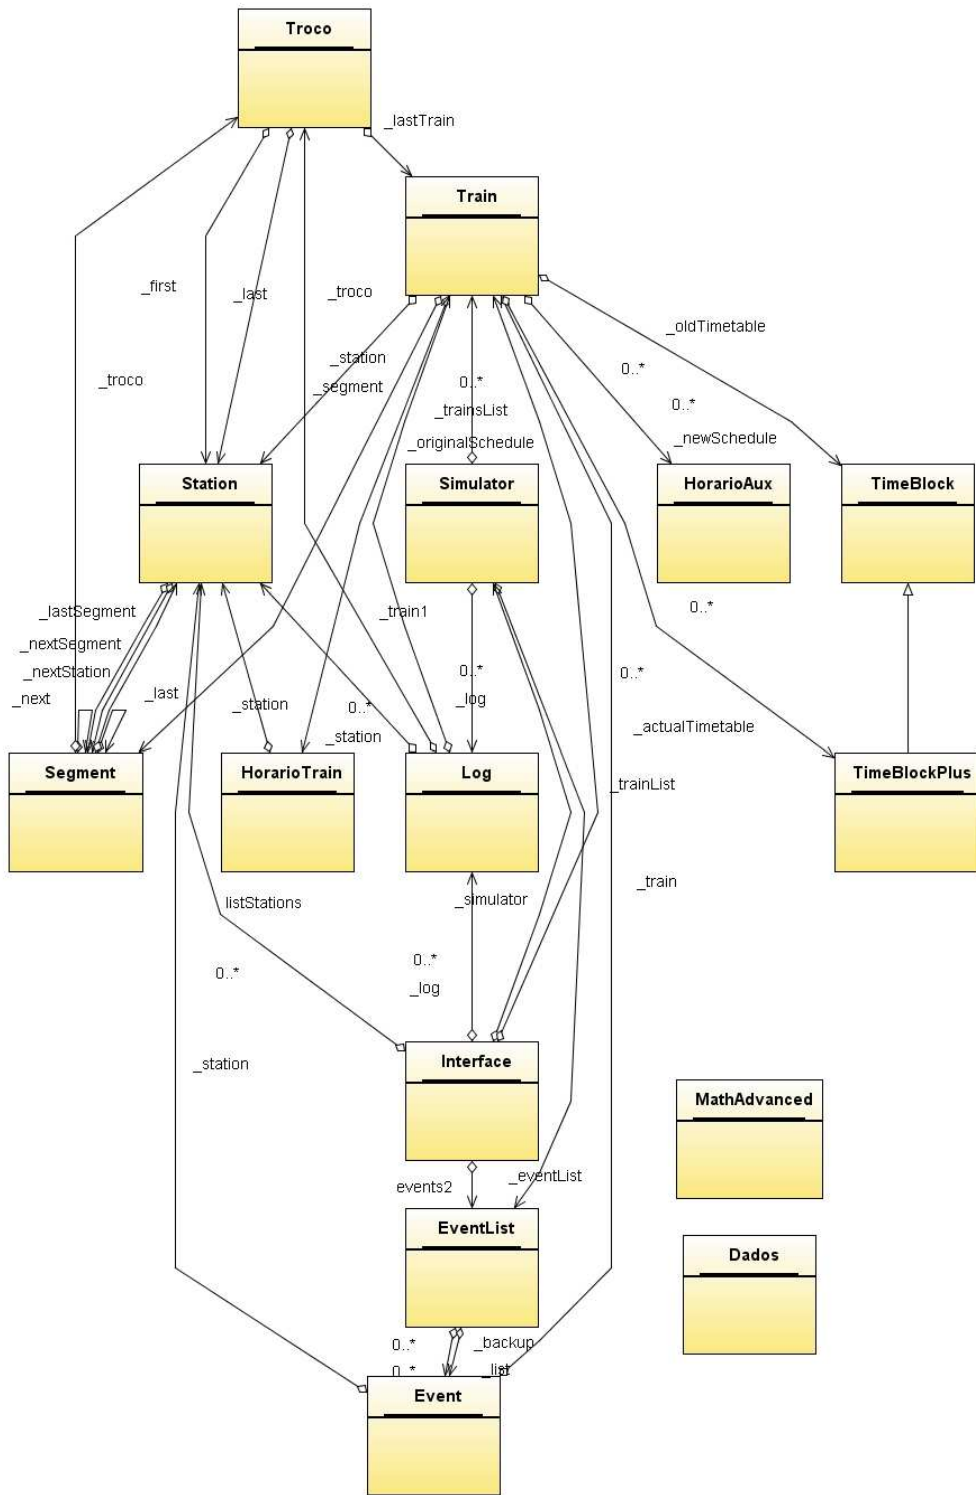 Troco
_lastTrain
Train
_first
_last
_troco
_oldTimetable
_troco
_station
_segment
0..*
_trainsList
_originalSchedule
0..*
0..*
_newSchedule
Station
Simulator
HorarioAux
TimeBlock
_lastSegment
_nextSegment
_nextStation
_next
_train1
0..*
_last
_station
0..*
_station
0..*
_log
0..*
_actualTimetable
Segment
HorarioTrain
Log
_trainList
TimeBlockPlus
_train
listStations
_simulator
0..*
0..*
_log
_station
Interface
MathAdvanced
events2
_eventList
EventList
Dados
0..*
_backup
0..*
_list
Event